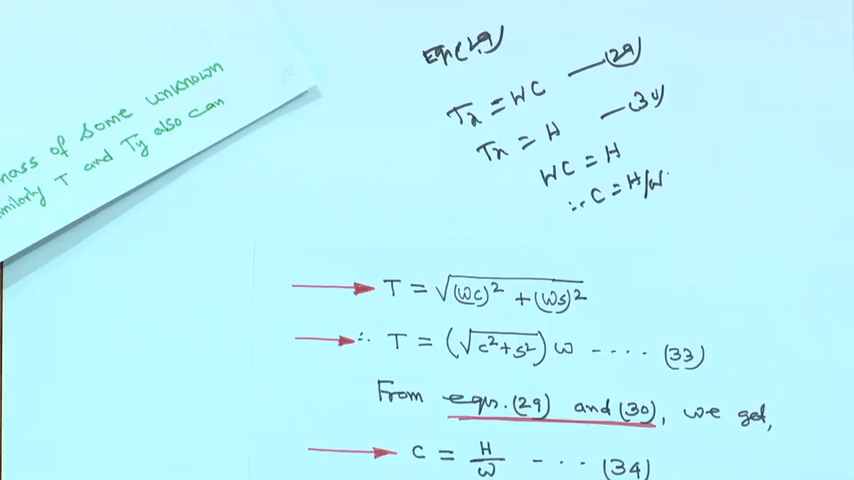 mass of some unknown
T and Ty also can
Eqn(29)
Tx = WC —(29)
Tx = H —(30)
WC = H
∴ C = H/W
T = √(WC)² + (WS)²
∴ T = (√C²+S²) W ---- (33)
From eqns.(29) and (30), we get,
C = H/W --- (34)